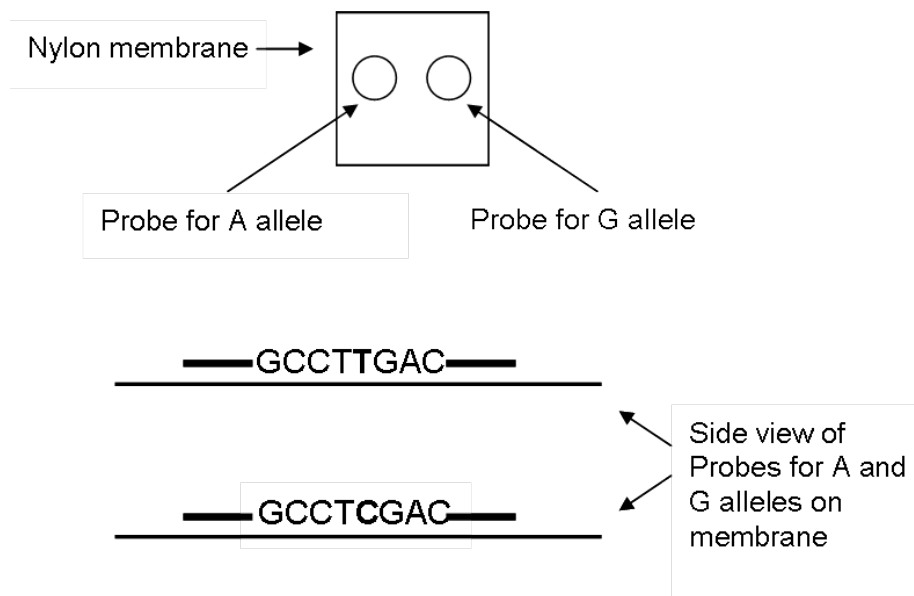 Nylon membrane
Probe for A allele
Probe for G allele
GCCTTGAC
GCCTCGAC
Side view of
Probes for A and
G alleles on
membrane